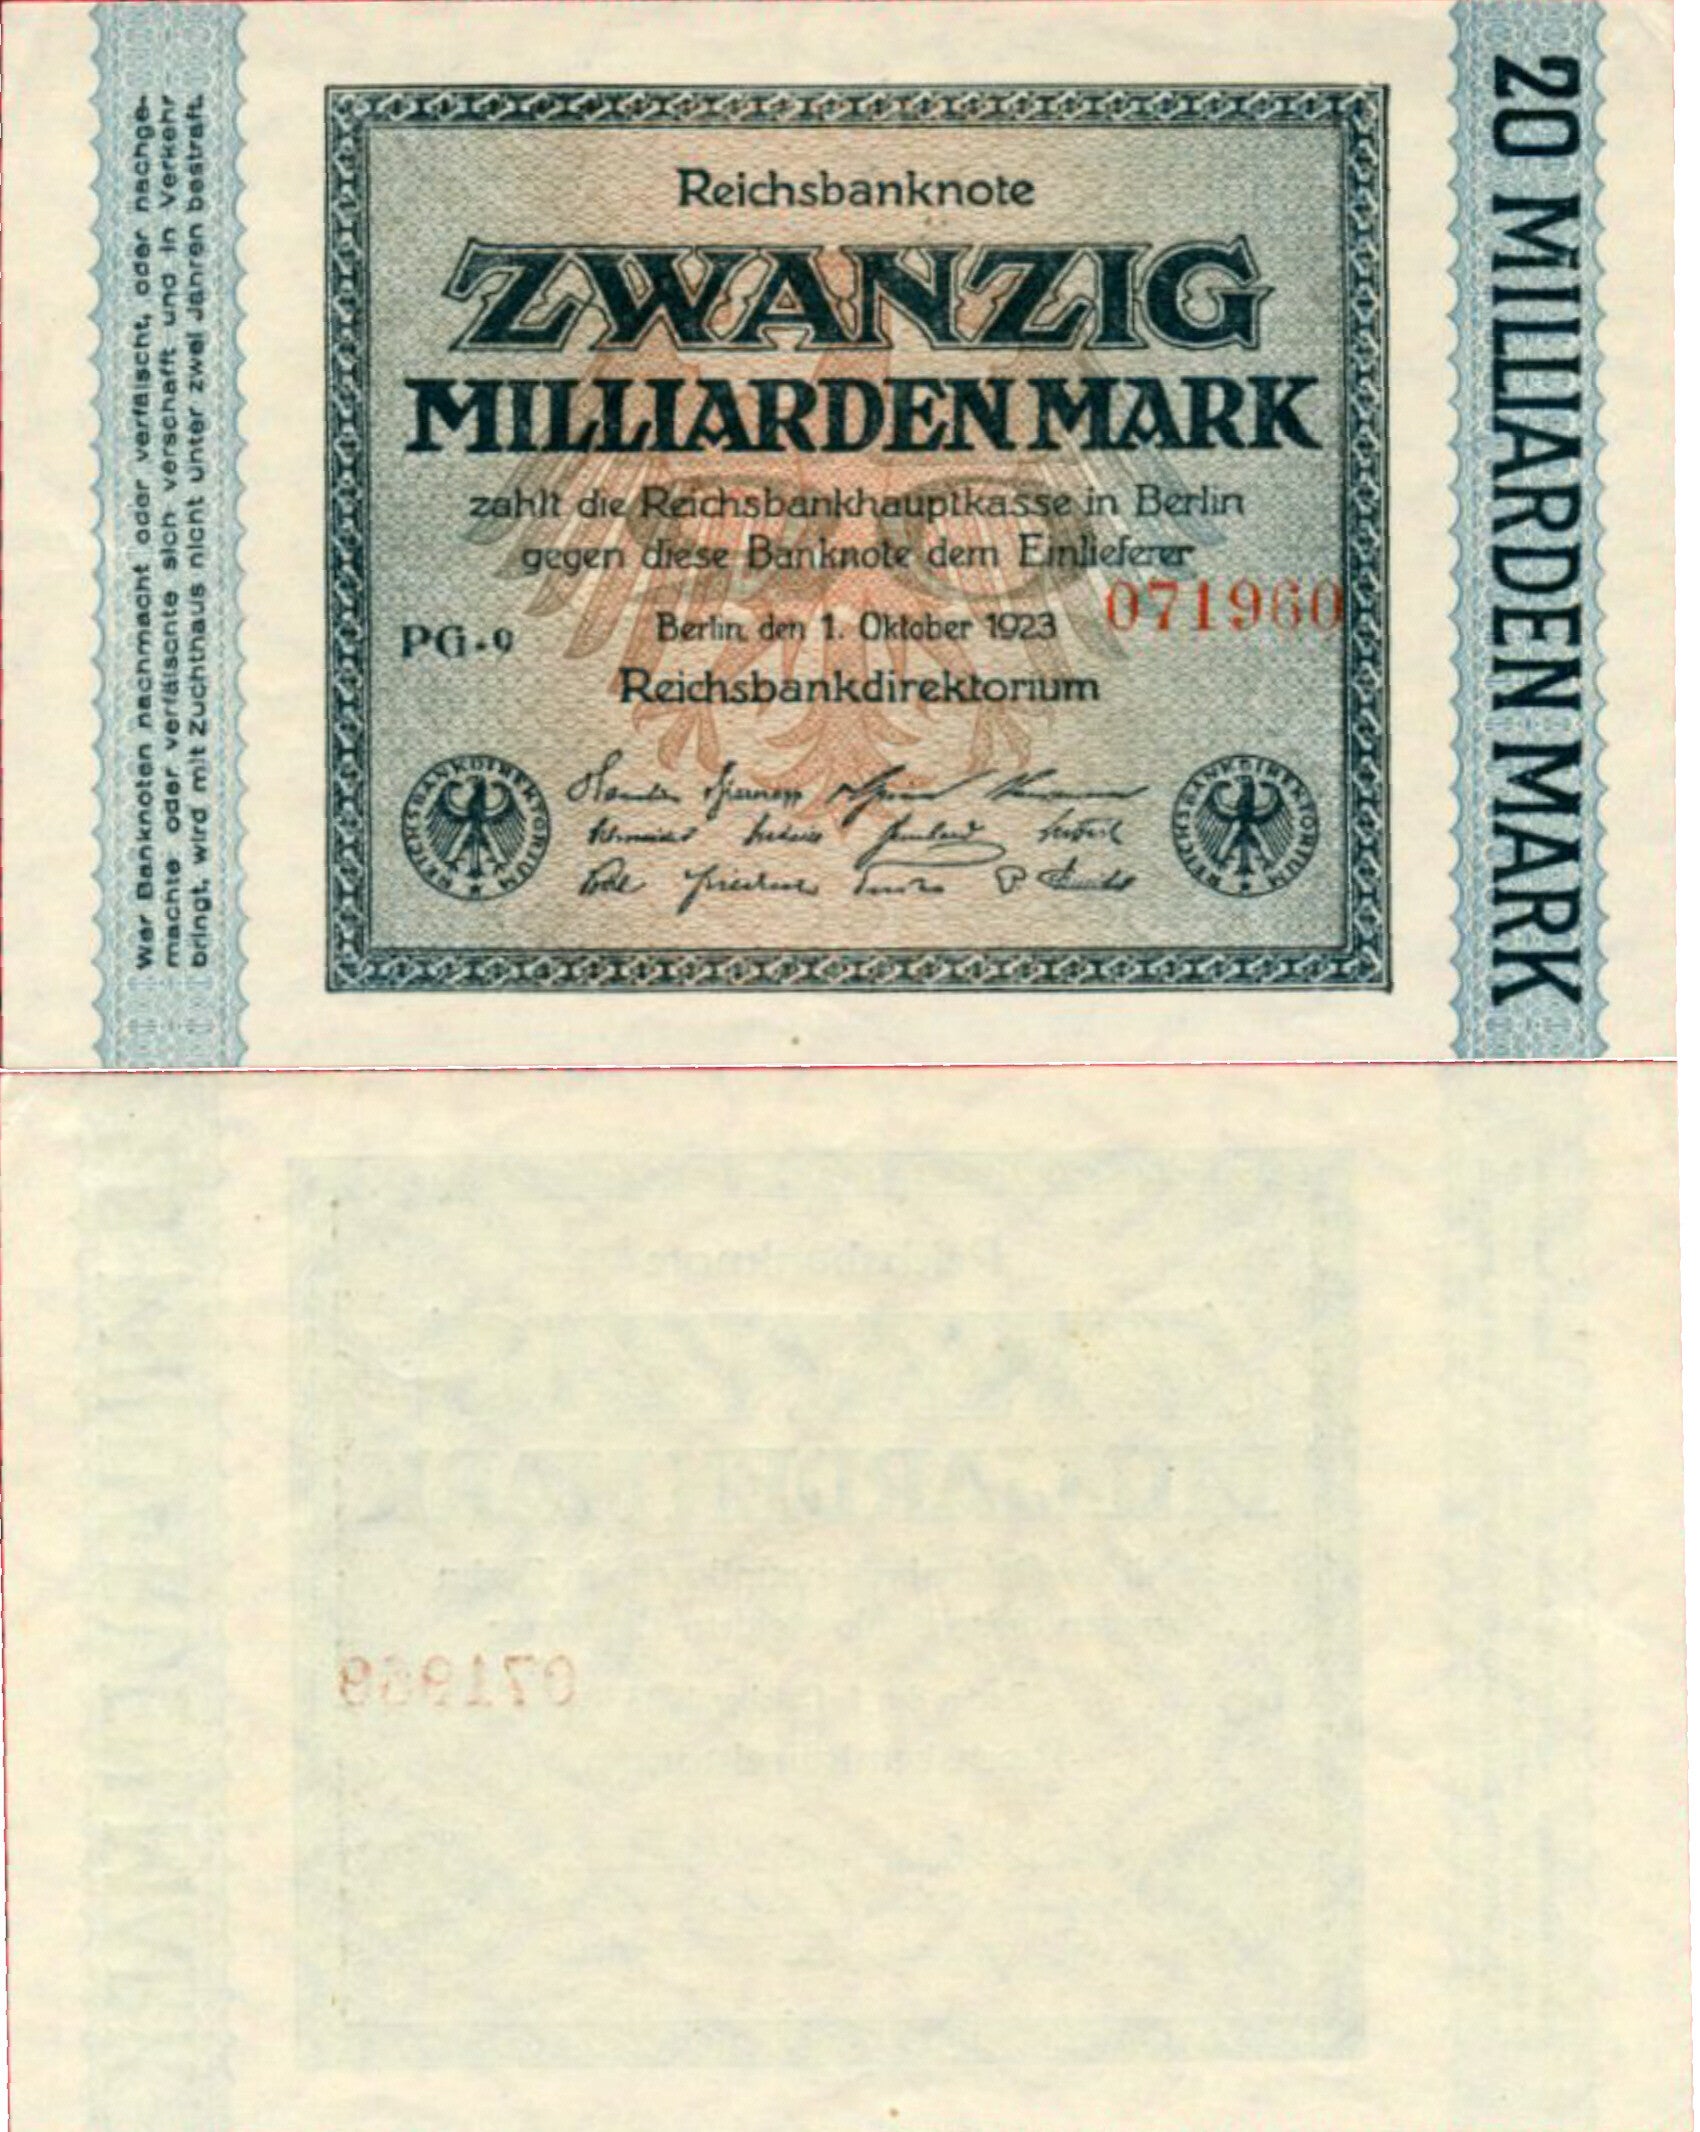 Wer Banknoten nachmacht oder verfälscht, oder nachge-
machte oder verfälschte sich verschafft und in Verkehr
bringt, wird mit Zuchthaus nicht unter zwei Jahren bestraft.
Reichsbanknote
ZWANZIG
MILLIARDEN MARK
zahlt die Reichsbankhauptkasse in Berlin
gegen diese Banknote dem Einlieferer
071960
PG-9
Berlin, den 1. Oktober 1923
Reichsbankdirektorium
REICHSBANKDIREKTORIUM
REICHSBANKDIREKTORIUM
20 MILLIARDEN MARK